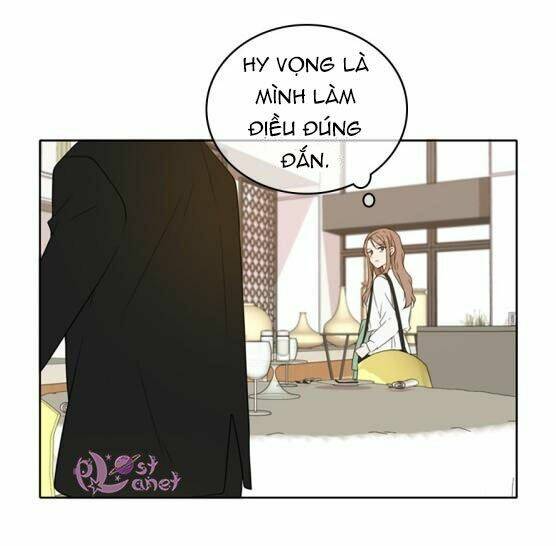 HY VỌNG LÀ
MÌNH LÀM
ĐIỀU ĐÚNG
ĐẮN.
Lost
Planet